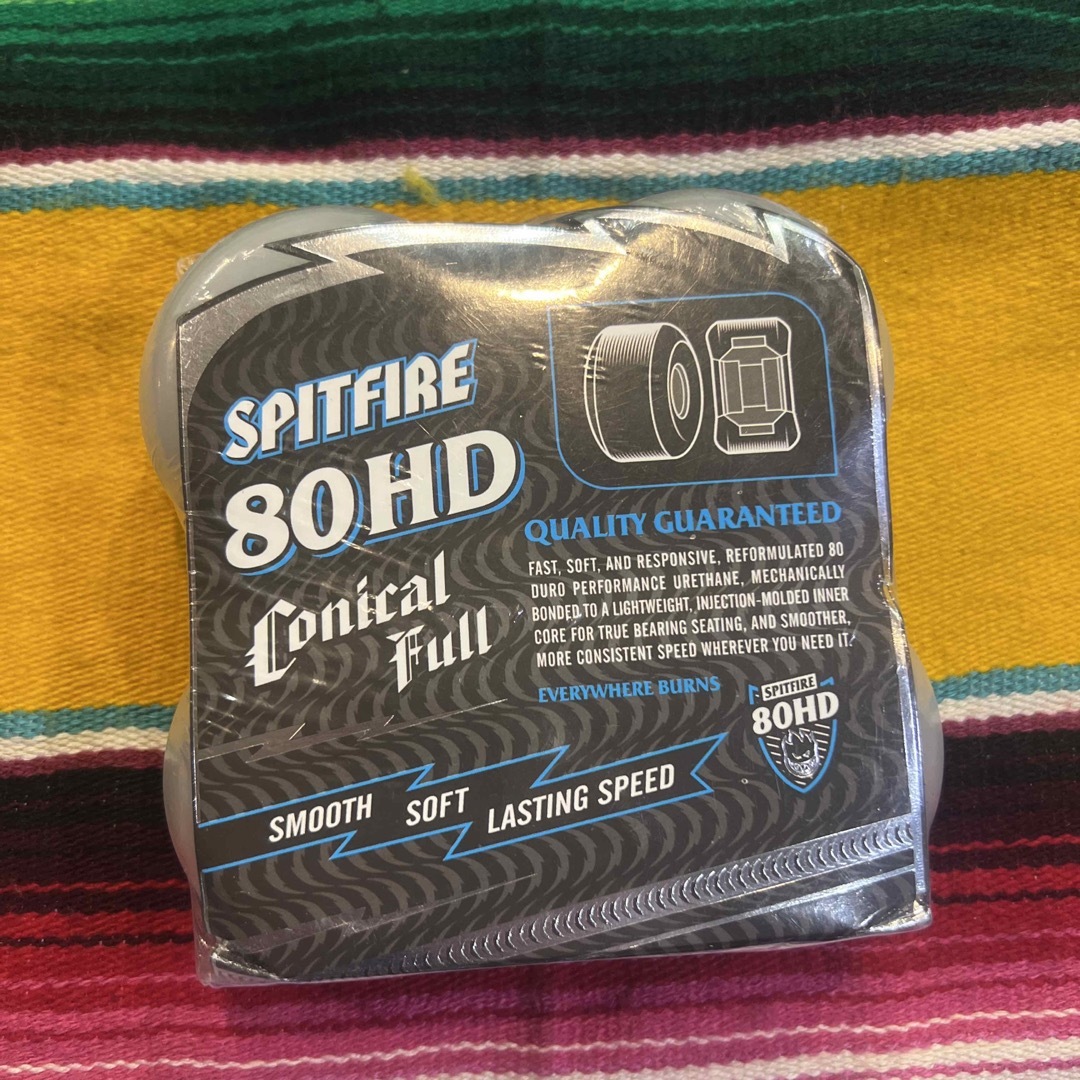 SPITFIRE
80HD
Conical
Full
QUALITY GUARANTEED
FAST, SOFT, AND RESPONSIVE, REFORMULATED 80
DURO PERFORMANCE URETHANE, MECHANICALLY
BONDED TO A LIGHTWEIGHT, INJECTION-MOLDED INNER
CORE FOR TRUE BEARING SEATING, AND SMOOTHER,
MORE CONSISTENT SPEED WHEREVER YOU NEED IT.
EVERYWHERE BURNS
SPITFIRE
80HD
SMOOTH SOFT LASTING SPEED